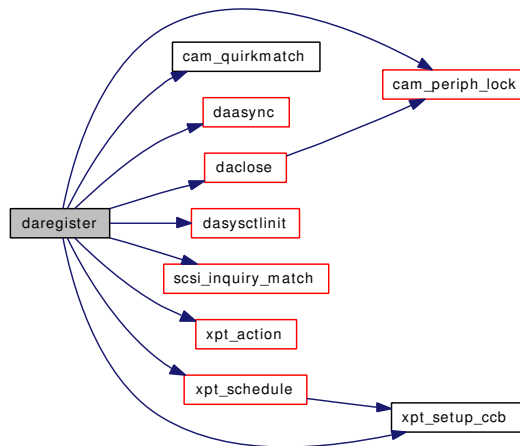 cam_quirkmatch
cam_periph_lock
daasync
daclose
daregister
dasysctlinit
scsi_inquiry_match
xpt_action
xpt_schedule
xpt_setup_ccb